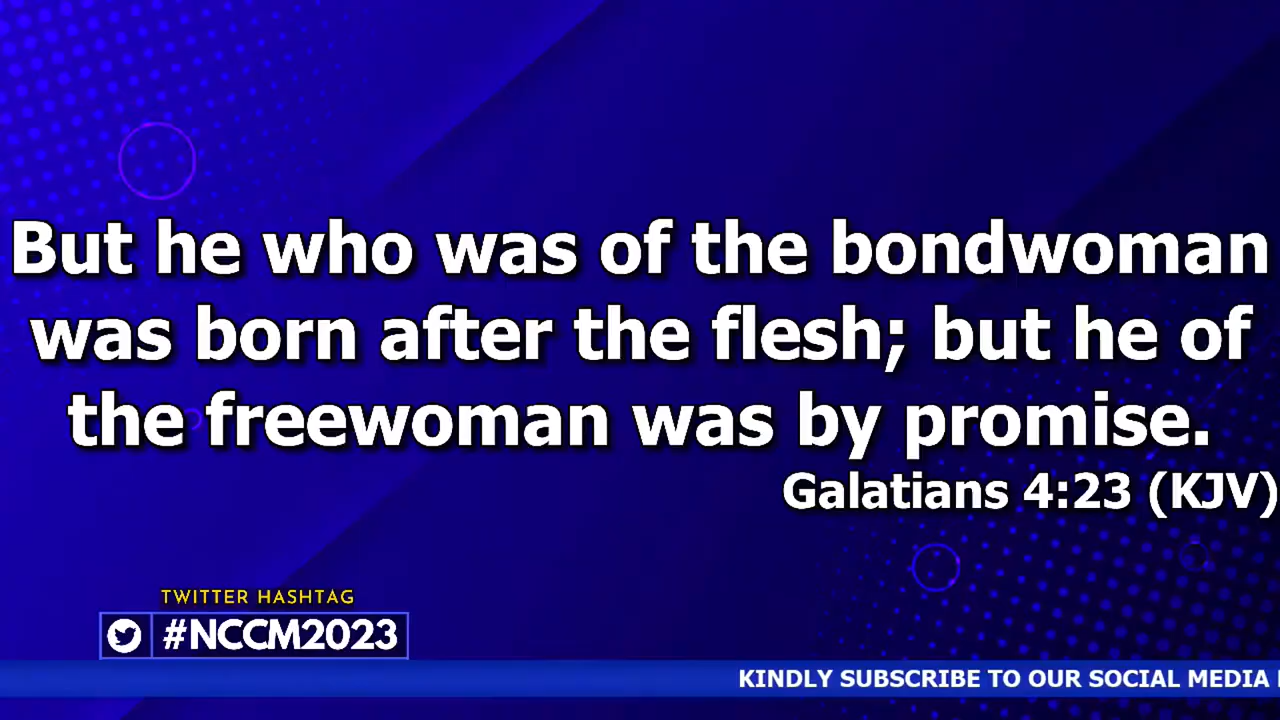 But he who was of the bondwoman
was born after the flesh; but he of
the freewoman was by promise.
Galatians 4:23 (KJV)
TWITTER HASHTAG
#NCCM2023
KINDLY SUBSCRIBE TO OUR SOCIAL MEDIA